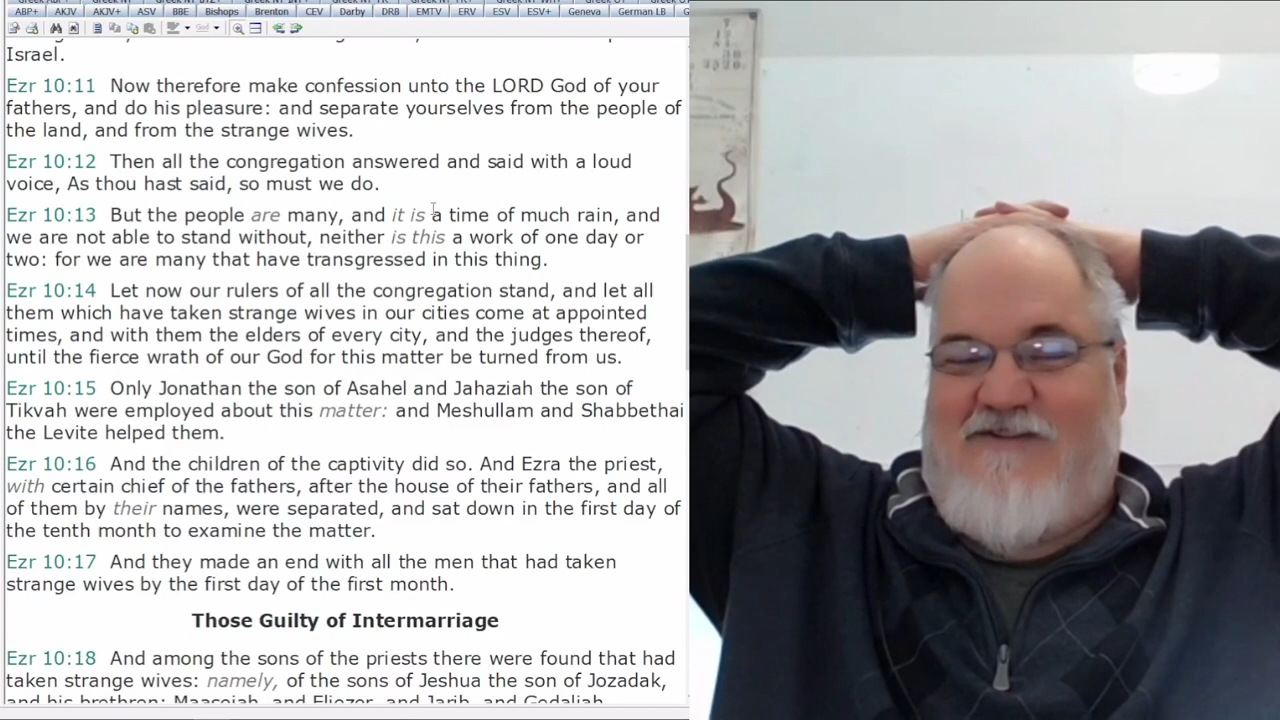 ABP+ AKJV AKJV+ ASV BBE Bishops Brenton CEV Darby DRB EMTV ERV ESV ESV+ Geneva German LB G
Israel.
Ezr 10:11 Now therefore make confession unto the LORD God of your
fathers, and do his pleasure: and separate yourselves from the people of
the land, and from the strange wives.
Ezr 10:12 Then all the congregation answered and said with a loud
voice, As thou hast said, so must we do.
Ezr 10:13 But the people are many, and it is a time of much rain, and
we are not able to stand without, neither is this a work of one day or
two: for we are many that have transgressed in this thing.
Ezr 10:14 Let now our rulers of all the congregation stand, and let all
them which have taken strange wives in our cities come at appointed
times, and with them the elders of every city, and the judges thereof,
until the fierce wrath of our God for this matter be turned from us.
Ezr 10:15 Only Jonathan the son of Asahel and Jahaziah the son of
Tikvah were employed about this matter: and Meshullam and Shabbethai
the Levite helped them.
Ezr 10:16 And the children of the captivity did so. And Ezra the priest,
with certain chief of the fathers, after the house of their fathers, and all
of them by their names, were separated, and sat down in the first day of
the tenth month to examine the matter.
Ezr 10:17 And they made an end with all the men that had taken
strange wives by the first day of the first month.
Those Guilty of Intermarriage
Ezr 10:18 And among the sons of the priests there were found that had
taken strange wives: namely, of the sons of Jeshua the son of Jozadak,
and his brethren; Maaseiah, and Eliezer, and Jarib, and Gedaliah.